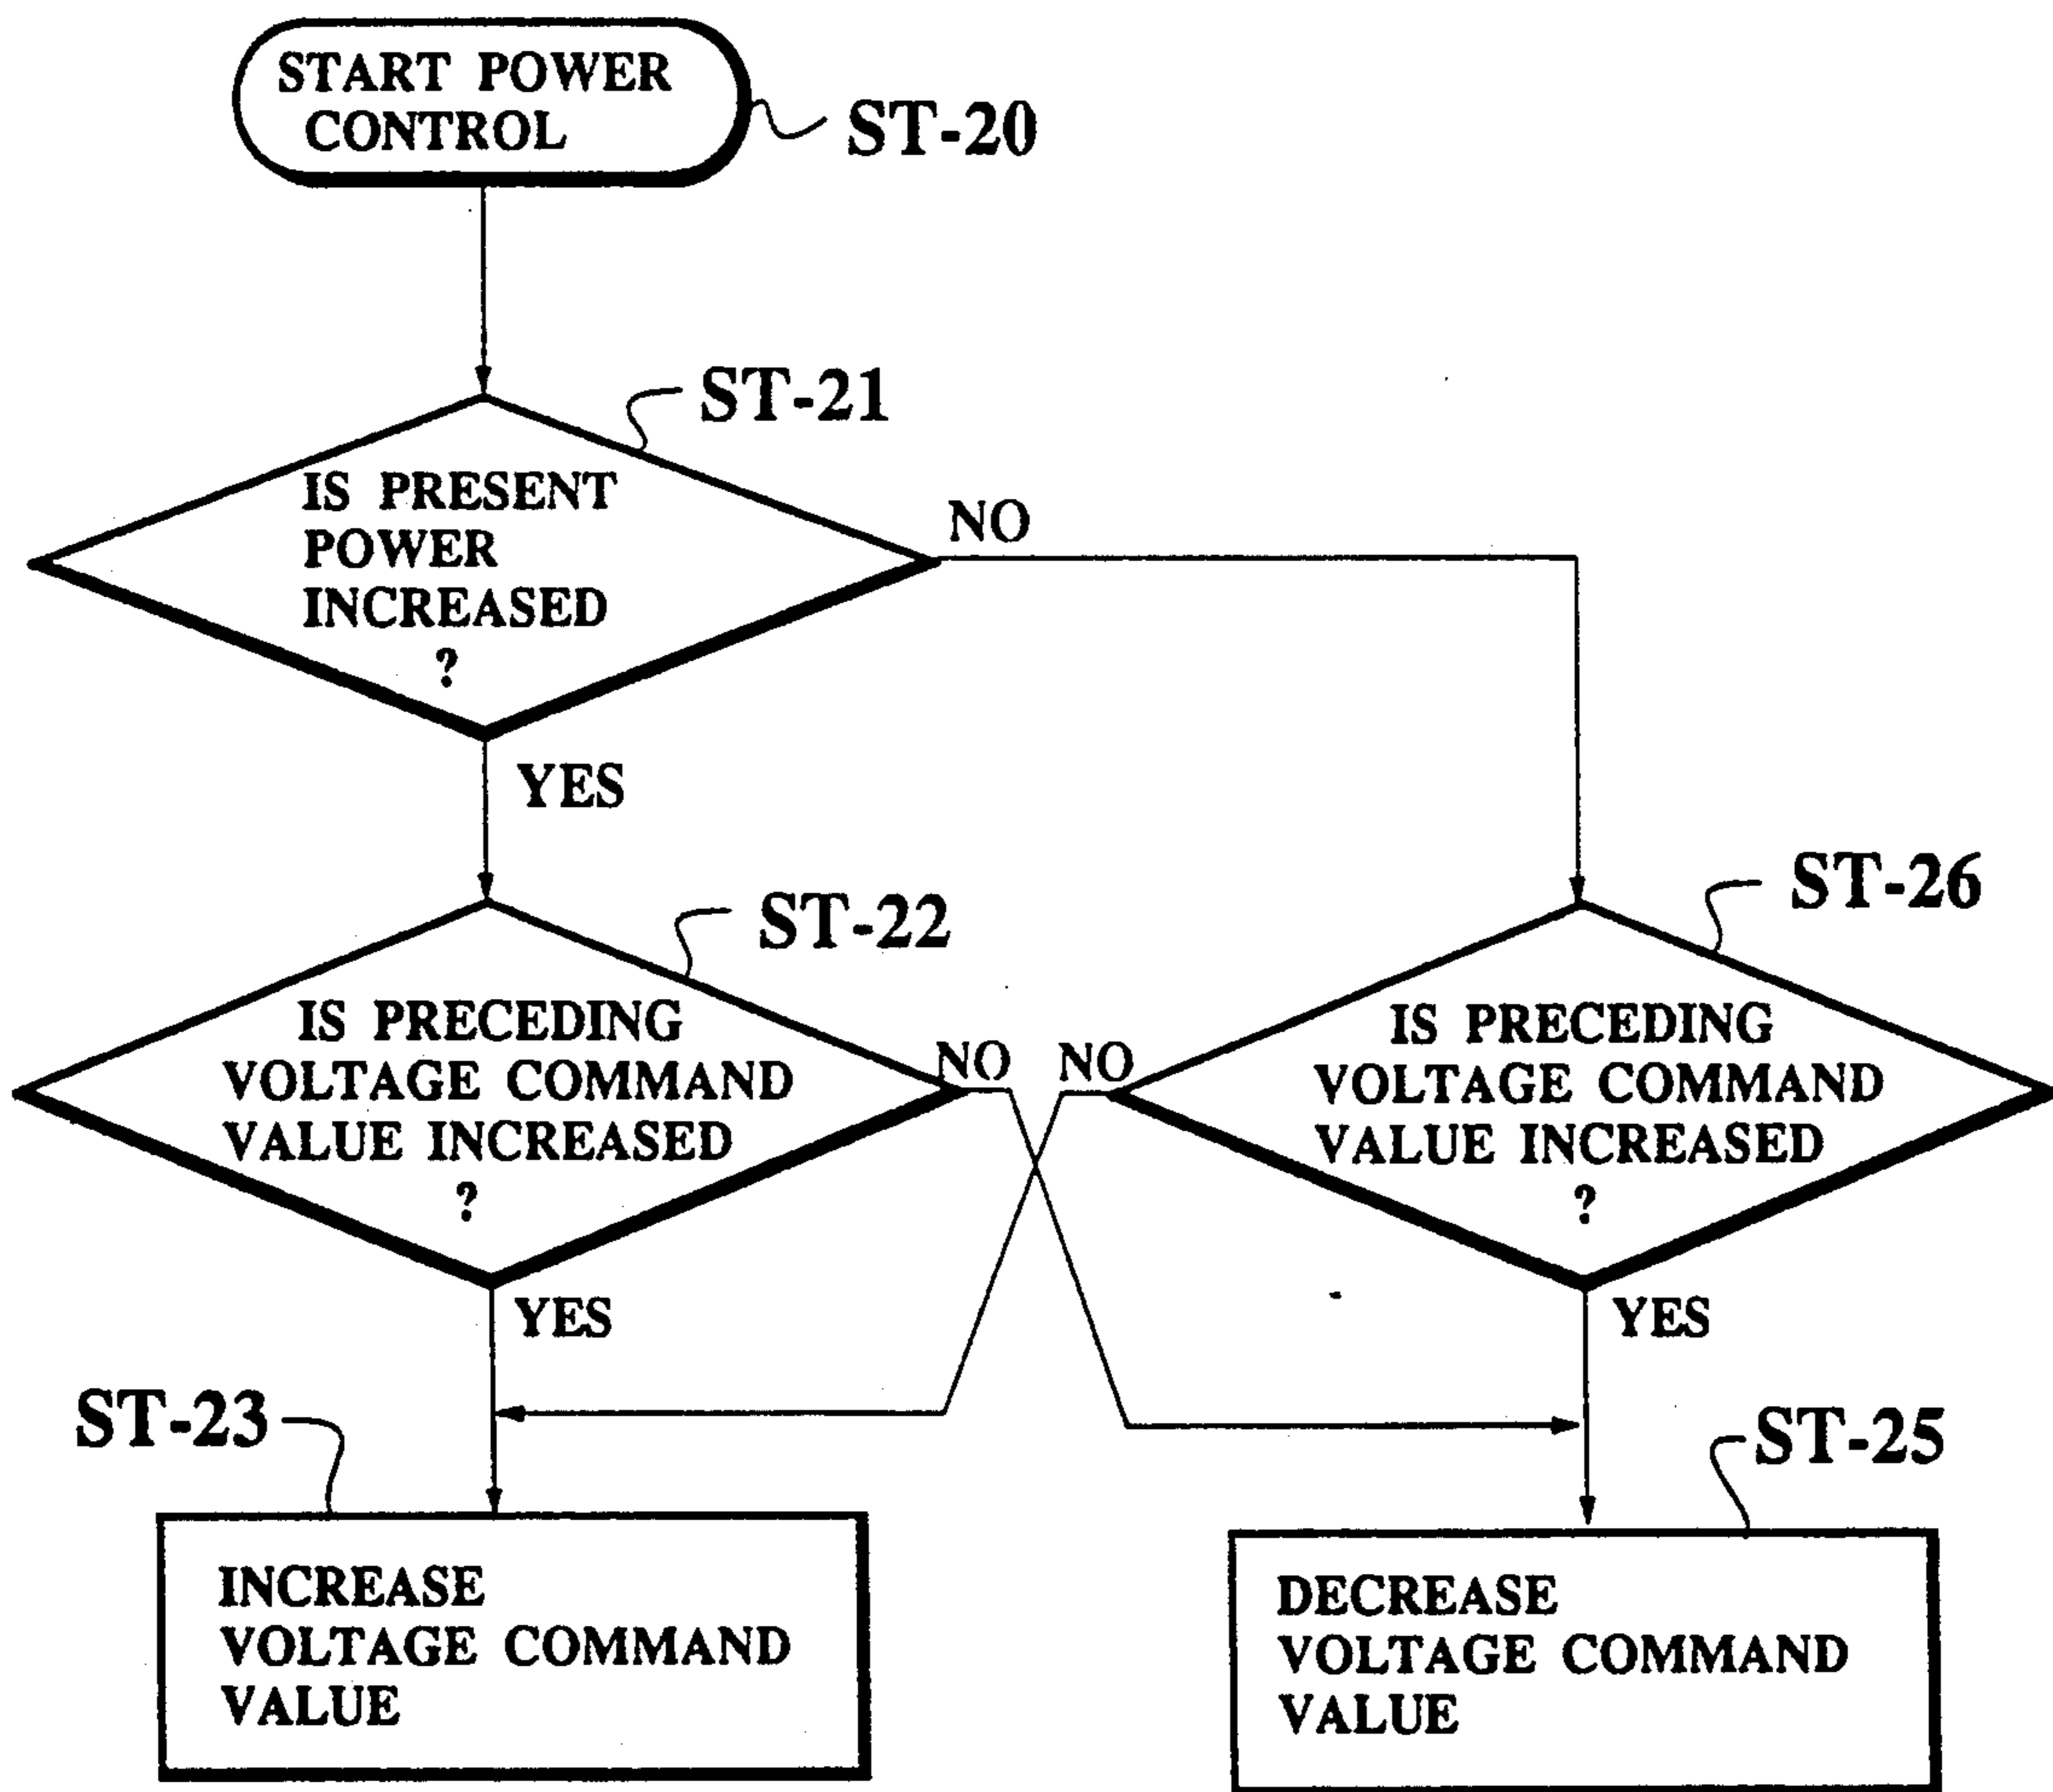 START POWER
CONTROL
ST-20
ST-21
IS PRESENT
POWER
INCREASED
?
NO
YES
ST-22
IS PRECEDING
VOLTAGE COMMAND
VALUE INCREASED
?
NO
YES
ST-26
IS PRECEDING
VOLTAGE COMMAND
VALUE INCREASED
?
NO
YES
ST-23
INCREASE
VOLTAGE COMMAND
VALUE
ST-25
DECREASE
VOLTAGE COMMAND
VALUE